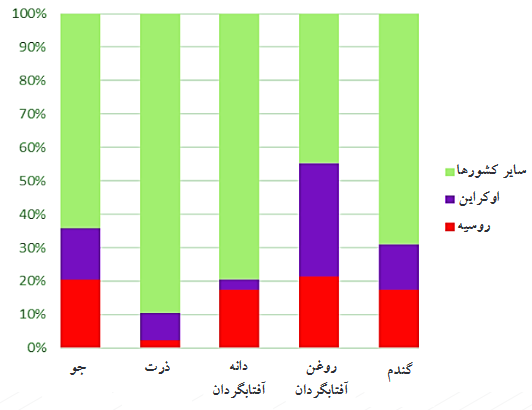 100%
90%
80%
70%
60%
50%
40%
30%
20%
10%
0%
جو
ذرت
دانه
آفتابگردان
روغن
آفتابگردان
گندم
سایر کشورها
اوکراین
روسیه